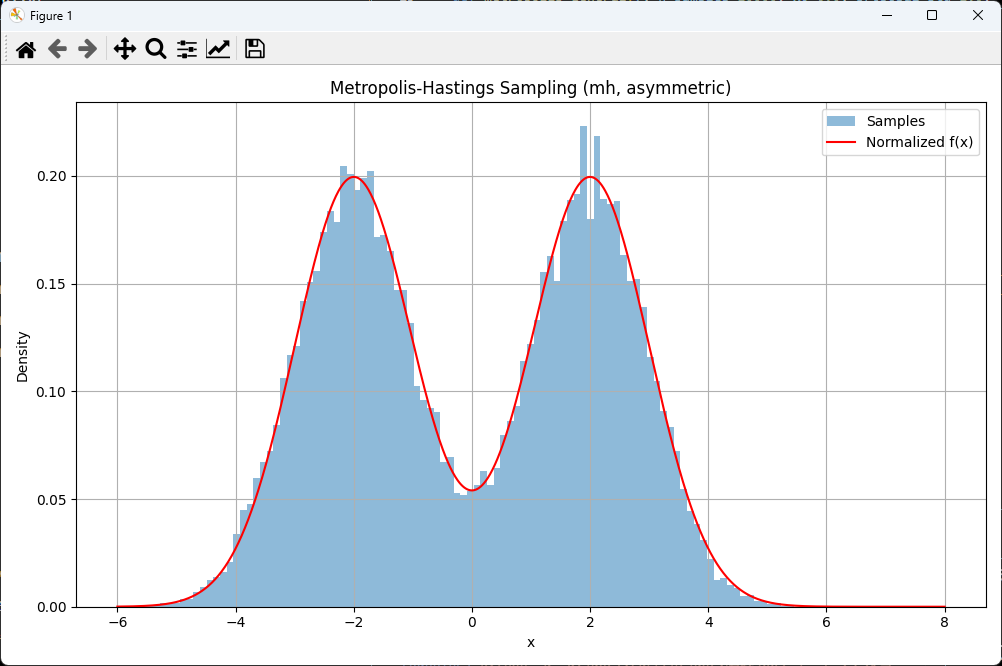 Figure 1
Metropolis-Hastings Sampling (mh, asymmetric)
Samples
Normalized f(x)
Density
0.20
0.15
0.10
0.05
0.00
−6 −4 −2 0 2 4 6 8
x